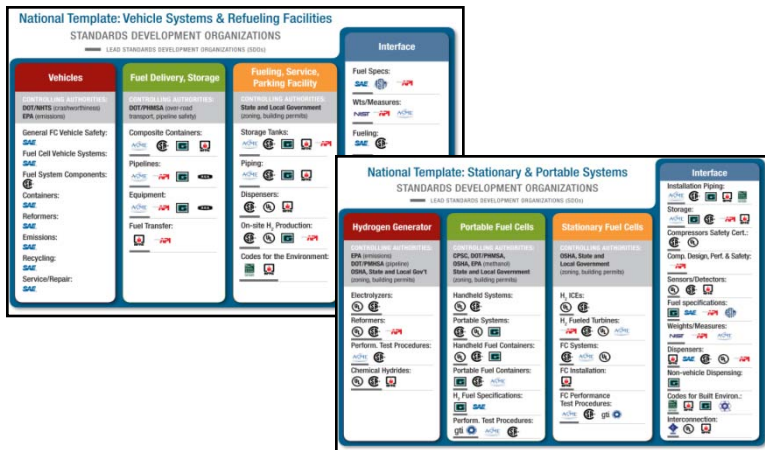 National Template: Vehicle Systems & Refueling Facilities
STANDARDS DEVELOPMENT ORGANIZATIONS
LEAD STANDARDS DEVELOPMENT ORGANIZATIONS (SDOs)
Vehicles
CONTROLLING AUTHORITIES:
DOT/NHTS (crashworthiness)
EPA (emissions)
General FC Vehicle Safety:
SAE
Fuel Cell Vehicle Systems:
SAE
Fuel System Components:
Containers:
SAE
Reformers:
SAE
Emissions:
SAE
Recycling:
SAE
Service/Repair:
SAE
Fuel Delivery, Storage
CONTROLLING AUTHORITIES:
DOT/PHMSA (over-road
transport, pipeline safety)
Composite Containers:
Pipelines:
API
Equipment:
API
Fuel Transfer:
API
Fueling, Service,
Parking Facility
CONTROLLING AUTHORITIES:
State and Local Government
(zoning, building permits)
Storage Tanks:
API
Piping:
Dispensers:
On-site H2 Production:
API
Codes for the Environment:
Interface
Fuel Specs:
SAE API
Wts/Measures:
NIST API
Fueling:
SAE
National Template: Stationary & Portable Systems
STANDARDS DEVELOPMENT ORGANIZATIONS
LEAD STANDARDS DEVELOPMENT ORGANIZATIONS (SDOs)
Hydrogen Generator
CONTROLLING AUTHORITIES:
EPA (emissions)
DOT/PHMSA (pipeline)
OSHA, State and Local Gov't
(zoning, building permits)
Electrolyzers:
Reformers:
API
Perform. Test Procedures:
Chemical Hydrides:
Portable Fuel Cells
CONTROLLING AUTHORITIES:
CPSC, DOT/PHMSA,
OSHA, EPA (methanol)
State and Local Government
(zoning, building permits)
Handheld Systems:
Portable Systems:
Handheld Fuel Containers:
Portable Fuel Containers:
H2 Fuel Specifications:
SAE
Perform. Test Procedures:
gti
Stationary Fuel Cells
CONTROLLING AUTHORITIES:
OSHA, State and
Local Government
(zoning, building permits)
H2 ICEs:
H2 Fueled Turbines:
API
FC Systems:
FC Installation:
FC Performance
Test Procedures:
gti
Interface
Installation Piping:
Storage:
API
Compressors Safety Cert.:
Comp. Design, Perf. & Safety:
API
Sensors/Detectors:
Fuel specifications:
SAE API
Weights/Measures:
NIST API
Dispensers:
SAE API
Non-vehicle Dispensing:
Codes for Built Environ.:
Interconnection: